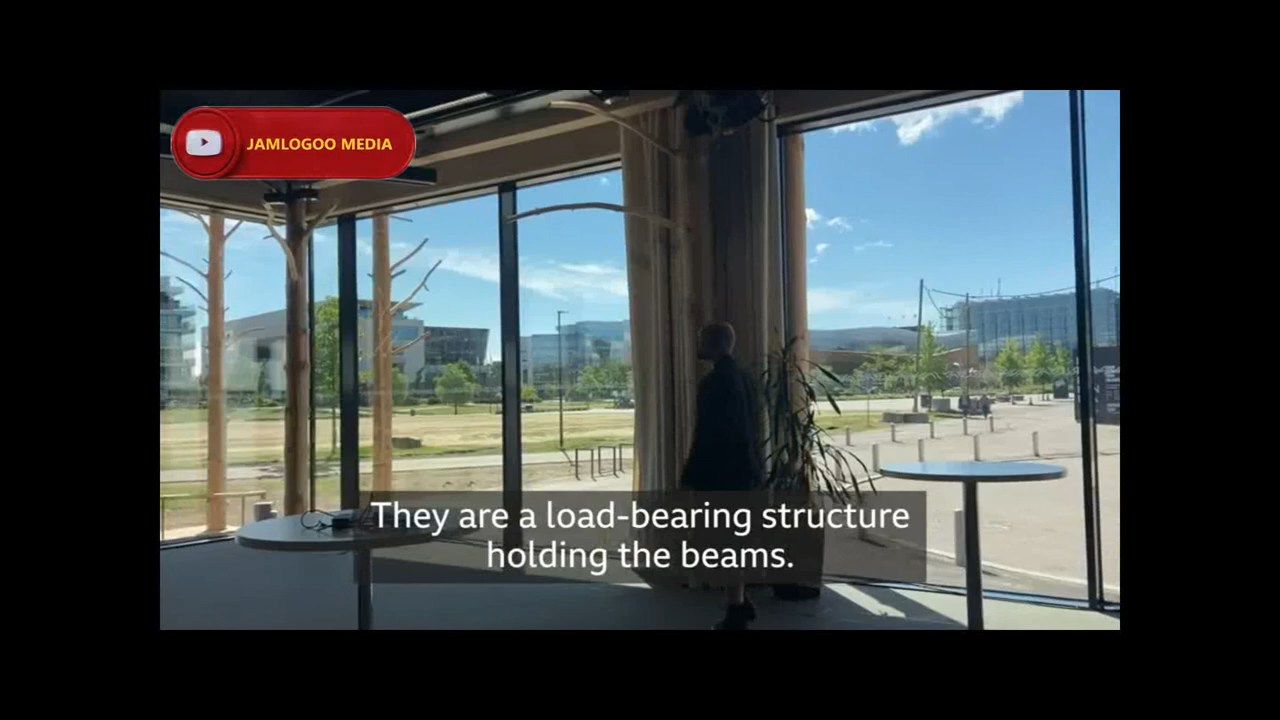 JAMLOGOO MEDIA
They are a load-bearing structure
holding the beams.